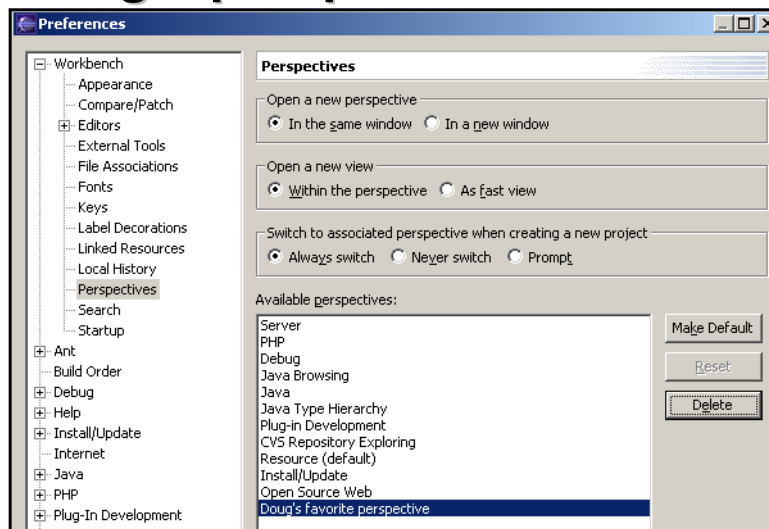 Preferences
Workbench
Appearance
Compare/Patch
Editors
External Tools
File Associations
Fonts
Keys
Label Decorations
Linked Resources
Local History
Perspectives
Search
Startup
Ant
Build Order
Debug
Help
Install/Update
Internet
Java
PHP
Plug-In Development
Perspectives
Open a new perspective
In the same window In a new window
Open a new view
Within the perspective As fast view
Switch to associated perspective when creating a new project
Always switch Never switch Prompt
Available perspectives:
Server
PHP
Debug
Java Browsing
Java
Java Type Hierarchy
Plug-in Development
CVS Repository Exploring
Resource (default)
Install/Update
Open Source Web
Doug's favorite perspective
Make Default
Reset
Delete